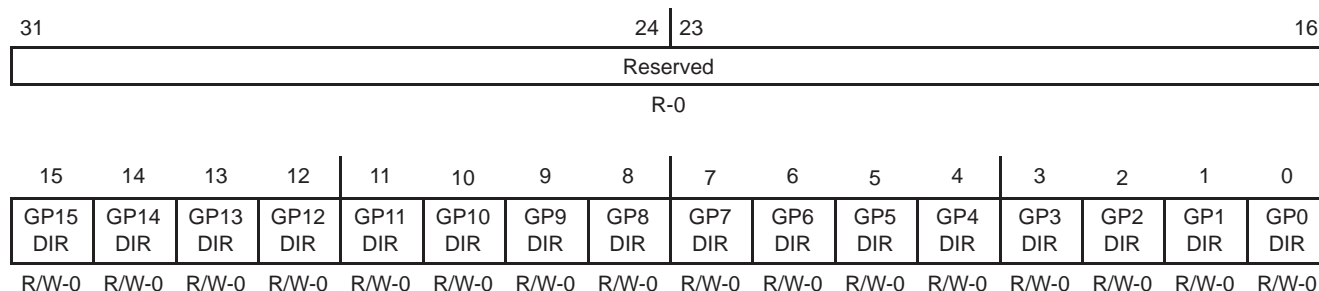 31 24 23 16
Reserved
R-0
15 14 13 12 11 10 9 8 7 6 5 4 3 2 1 0
GP15 GP14 GP13 GP12 GP11 GP10 GP9 GP8 GP7 GP6 GP5 GP4 GP3 GP2 GP1 GP0
DIR DIR DIR DIR DIR DIR DIR DIR DIR DIR DIR DIR DIR DIR DIR DIR
R/W-0 R/W-0 R/W-0 R/W-0 R/W-0 R/W-0 R/W-0 R/W-0 R/W-0 R/W-0 R/W-0 R/W-0 R/W-0 R/W-0 R/W-0 R/W-0